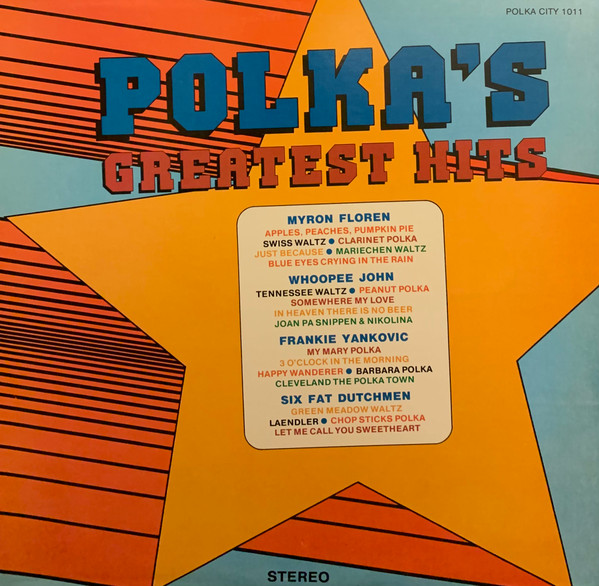 POLKA CITY 1011
POLKA'S
GREATEST HITS
MYRON FLOREN
APPLES, PEACHES, PUMPKIN PIE
SWISS WALTZ ● CLARINET POLKA
JUST BECAUSE ● MARIECHEN WALTZ
BLUE EYES CRYING IN THE RAIN
WHOOPEE JOHN
TENNESSEE WALTZ ● PEANUT POLKA
SOMEWHERE MY LOVE
IN HEAVEN THERE IS NO BEER
JOAN PA SNIPPEN & NIKOLINA
FRANKIE YANKOVIC
MY MARY POLKA
3 O'CLOCK IN THE MORNING
HAPPY WANDERER ● BARBARA POLKA
CLEVELAND THE POLKA TOWN
SIX FAT DUTCHMEN
GREEN MEADOW WALTZ
LAENDLER ● CHOP STICKS POLKA
LET ME CALL YOU SWEETHEART
STEREO